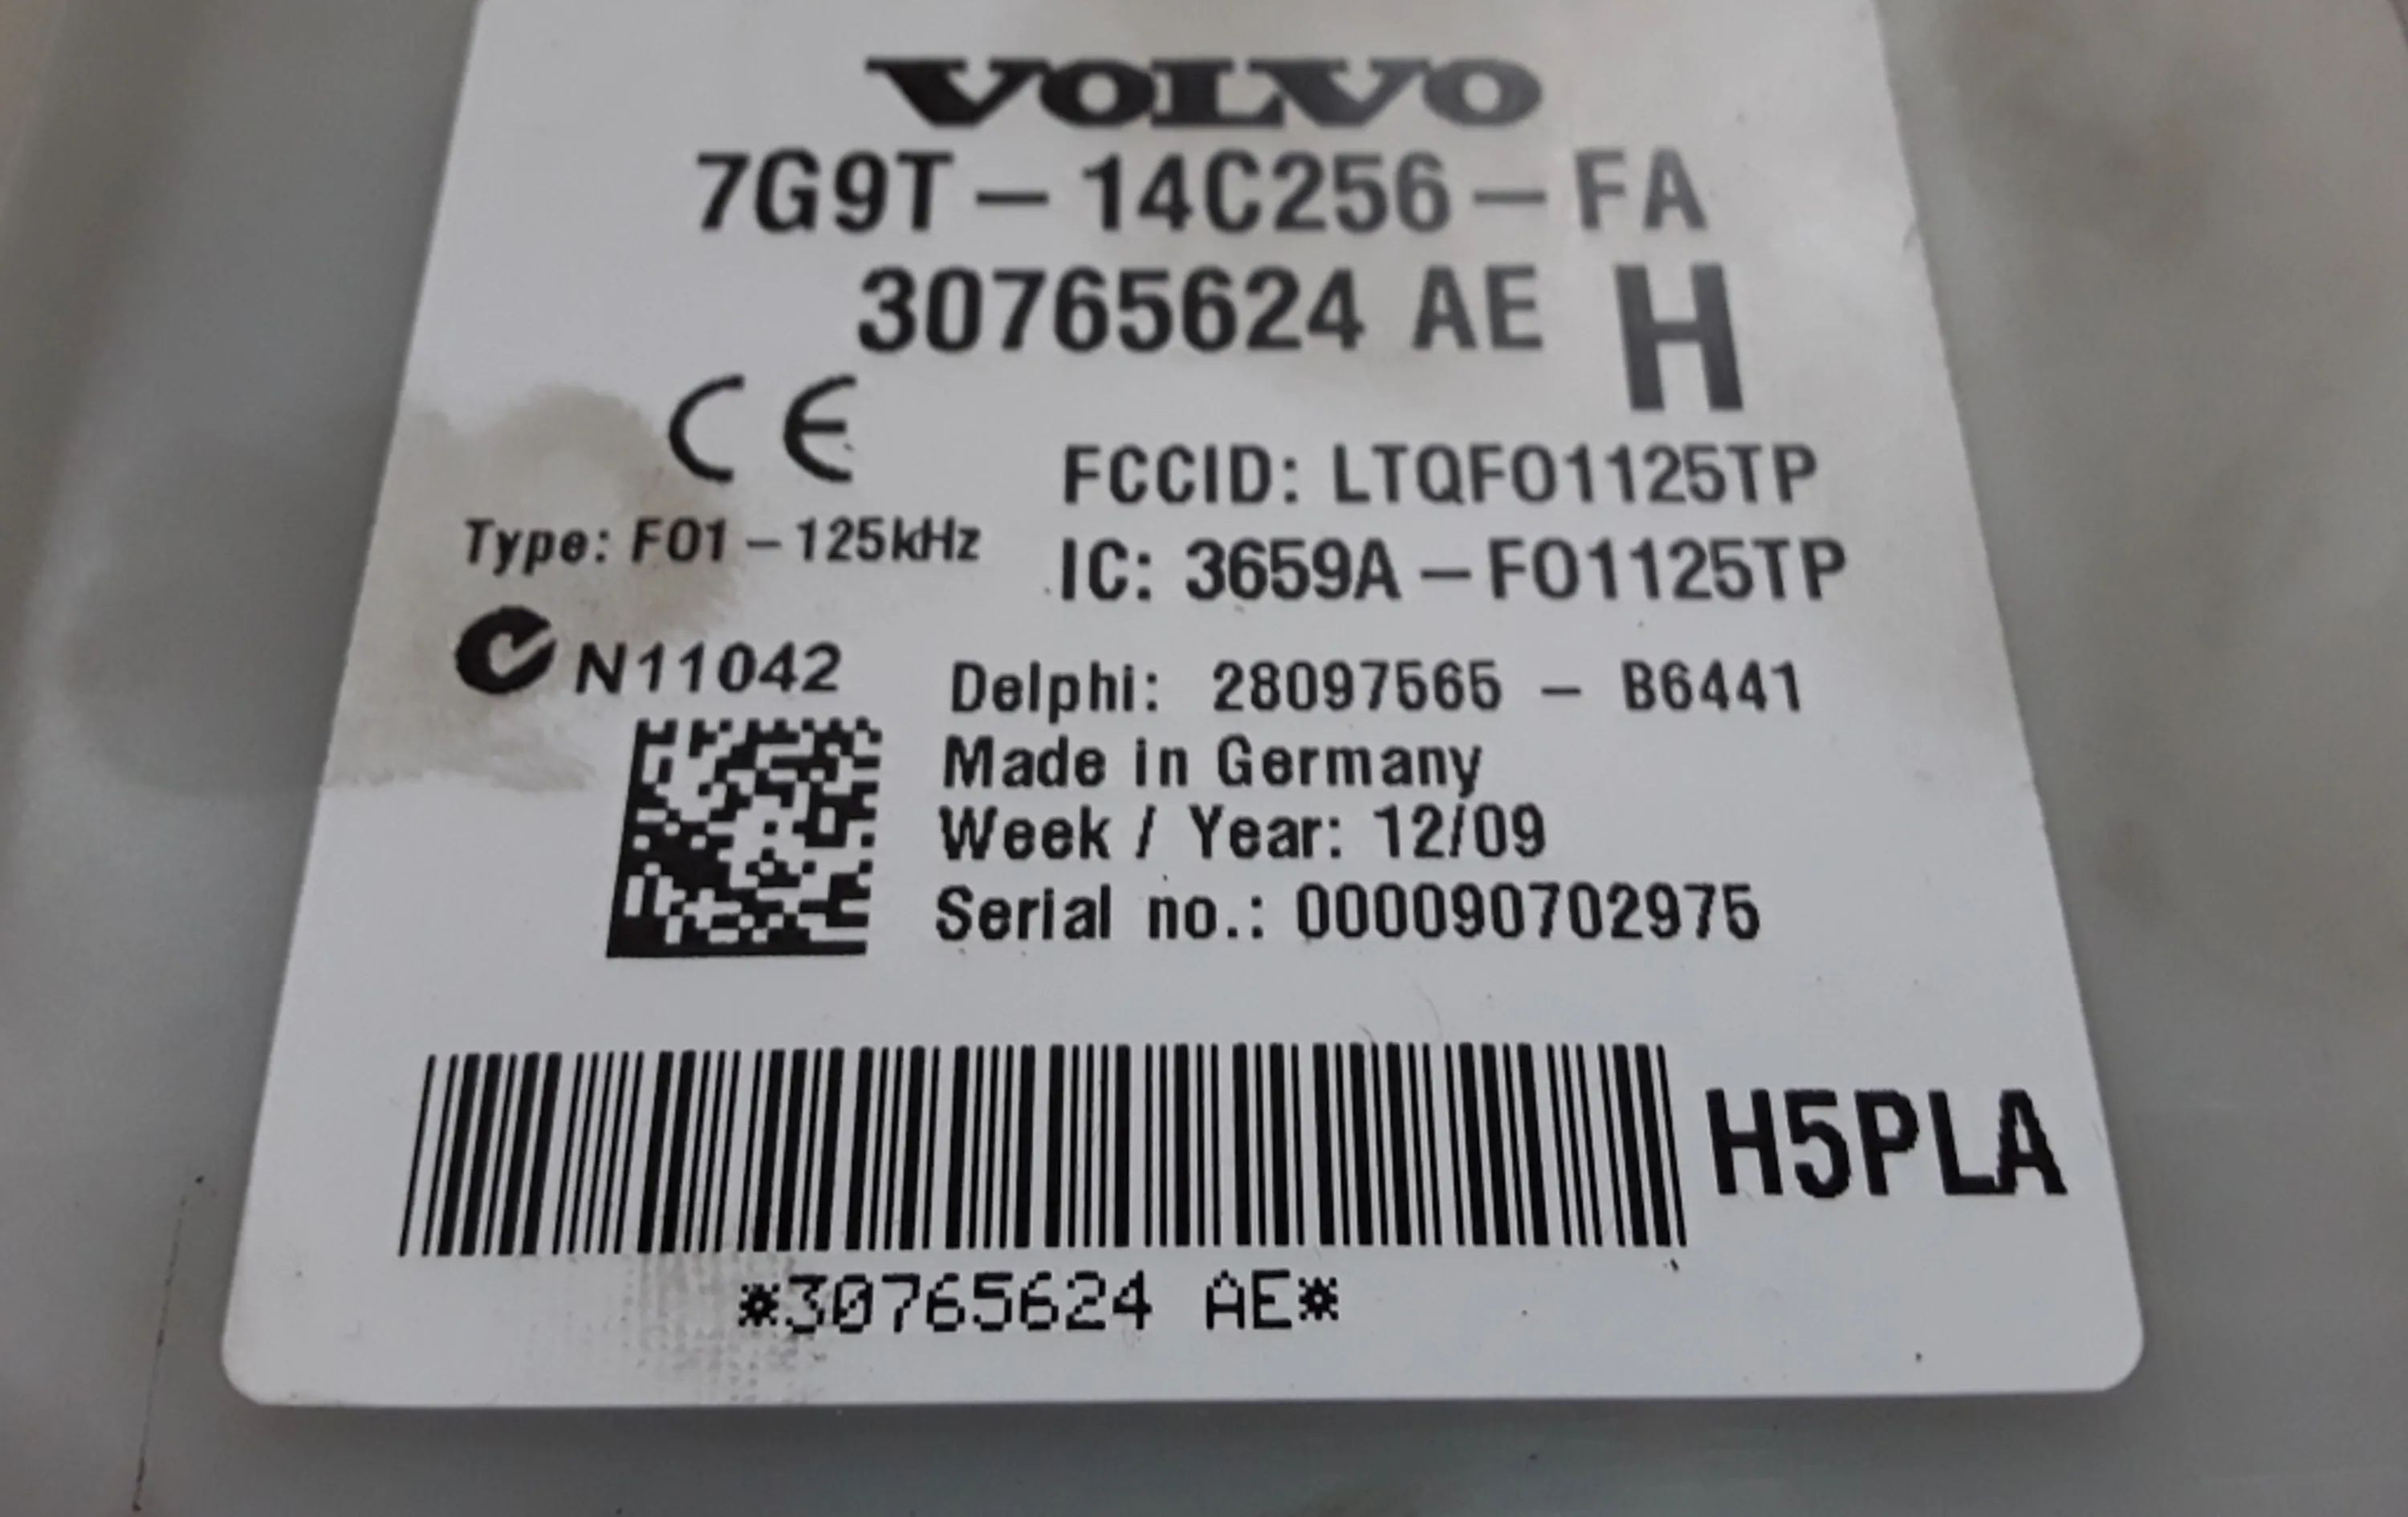 VOLVO
7G9T-14C256-FA
30765624 AE H
CE
FCCID: LTQFO1125TP
Type: FO1-125kHz
IC: 3659A-FO1125TP
N11042
Delphi: 28097565 - B6441
Made in Germany
Week / Year: 12/09
Serial no.: 000090702975
H5PLA
*30765624 AE*